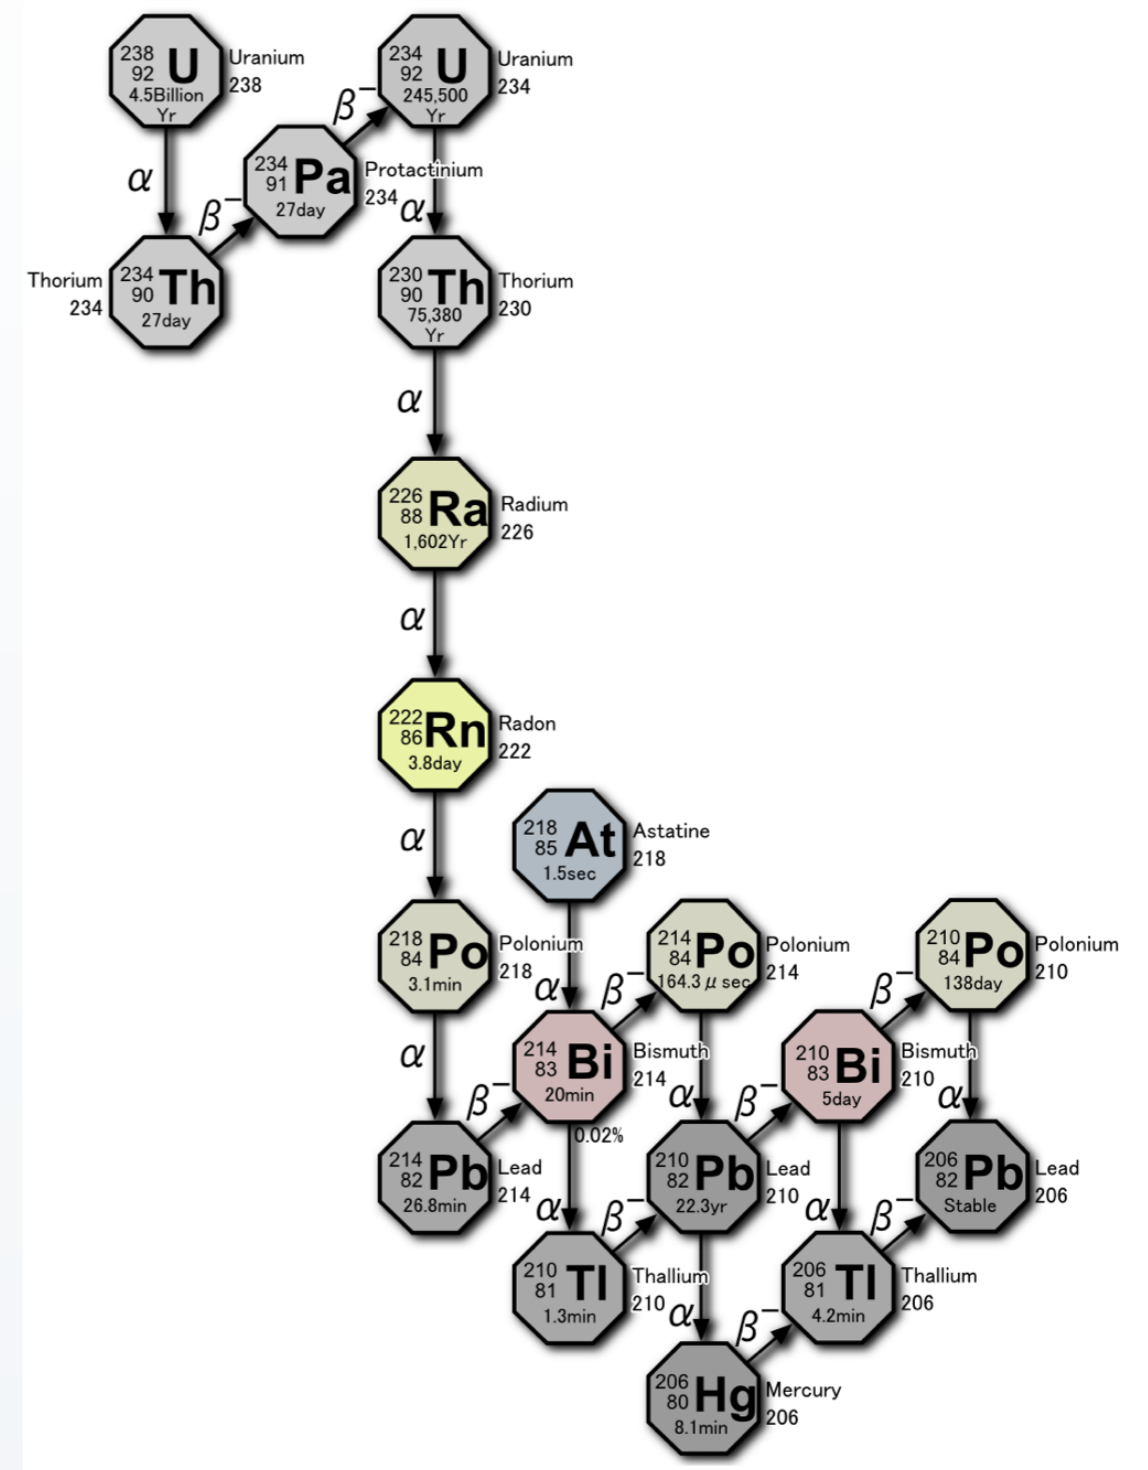 238
92 U
4.5Billion
Yr
Uranium
238
234
92 U
245,500
Yr
Uranium
234
α
β−
234
91 Pa
27day
Protactinium
234
α
β−
Thorium
234
234
90 Th
27day
230
90 Th
75,380
Yr
Thorium
230
α
226
88 Ra
1,602Yr
Radium
226
α
222
86 Rn
3.8day
Radon
222
α
218
85 At
1.5sec
Astatine
218
218
84 Po
3.1min
Polonium
218
α
β−
214
84 Po
164.3 μ sec
Polonium
214
β−
210
84 Po
138day
Polonium
210
α
β−
214
83 Bi
20min
Bismuth
214
0.02%
α
β−
210
83 Bi
5day
Bismuth
210
α
214
82 Pb
26.8min
Lead
214
α
β−
210
82 Pb
22.3yr
Lead
210
α
β−
206
82 Pb
Stable
Lead
206
210
81 Tl
1.3min
Thallium
210
α
β−
206
81 Tl
4.2min
Thallium
206
206
80 Hg
8.1min
Mercury
206